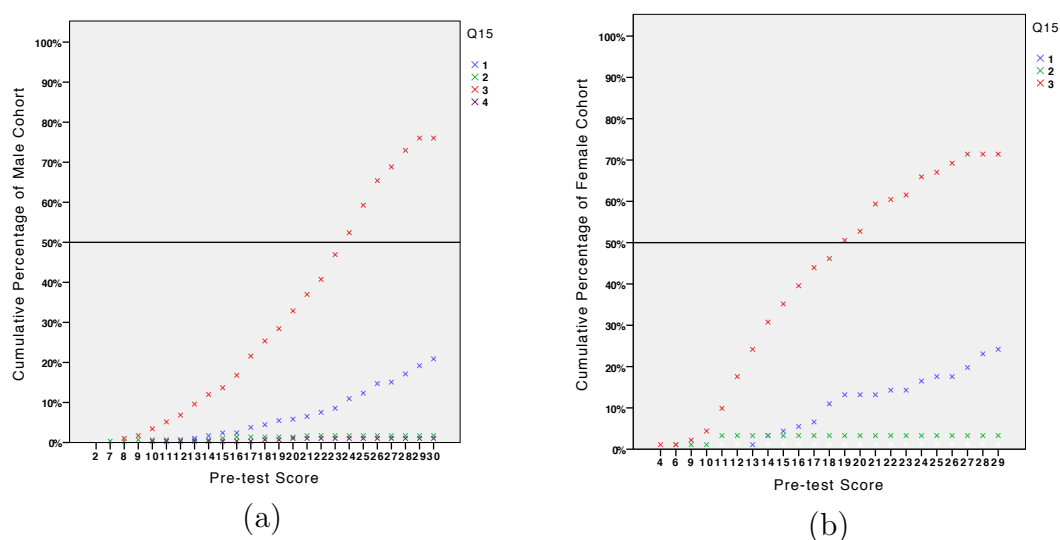 Q15
1
2
3
4
Cumulative Percentage of Male Cohort
100%
90%
80%
70%
60%
50%
40%
30%
20%
10%
0%
2 7 8 9 10 11 12 13 14 15 16 17 18 19 20 21 22 23 24 25 26 27 28 29 30
Pre-test Score
(a)
Q15
1
2
3
Cumulative Percentage of Female Cohort
100%
90%
80%
70%
60%
50%
40%
30%
20%
10%
0%
4 6 9 10 11 12 13 14 15 16 17 18 19 20 21 22 23 24 25 26 27 28 29
Pre-test Score
(b)